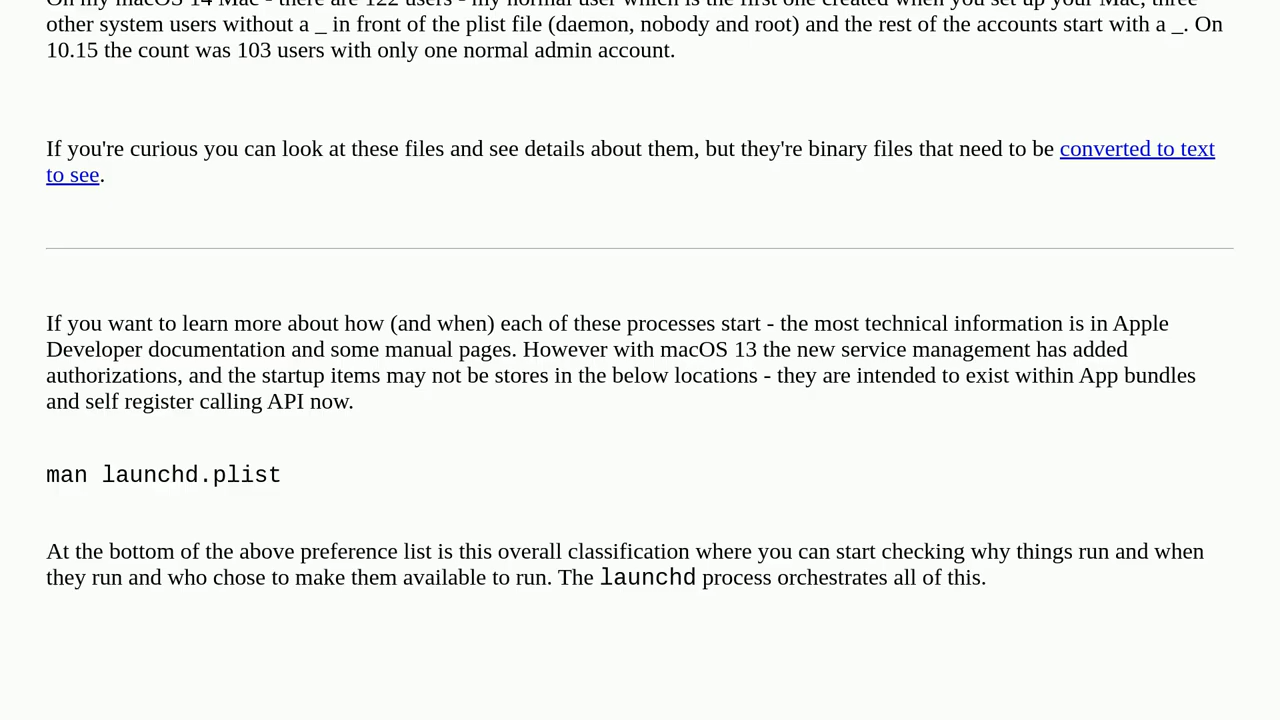 On my macOS 14 Mac - there are 122 users - my normal user which is the first one created when you set up your Mac, three
other system users without a _ in front of the plist file (daemon, nobody and root) and the rest of the accounts start with a _. On
10.15 the count was 103 users with only one normal admin account.
If you're curious you can look at these files and see details about them, but they're binary files that need to be converted to text
to see.
If you want to learn more about how (and when) each of these processes start - the most technical information is in Apple
Developer documentation and some manual pages. However with macOS 13 the new service management has added
authorizations, and the startup items may not be stores in the below locations - they are intended to exist within App bundles
and self register calling API now.
man launchd.plist
At the bottom of the above preference list is this overall classification where you can start checking why things run and when
they run and who chose to make them available to run. The launchd process orchestrates all of this.